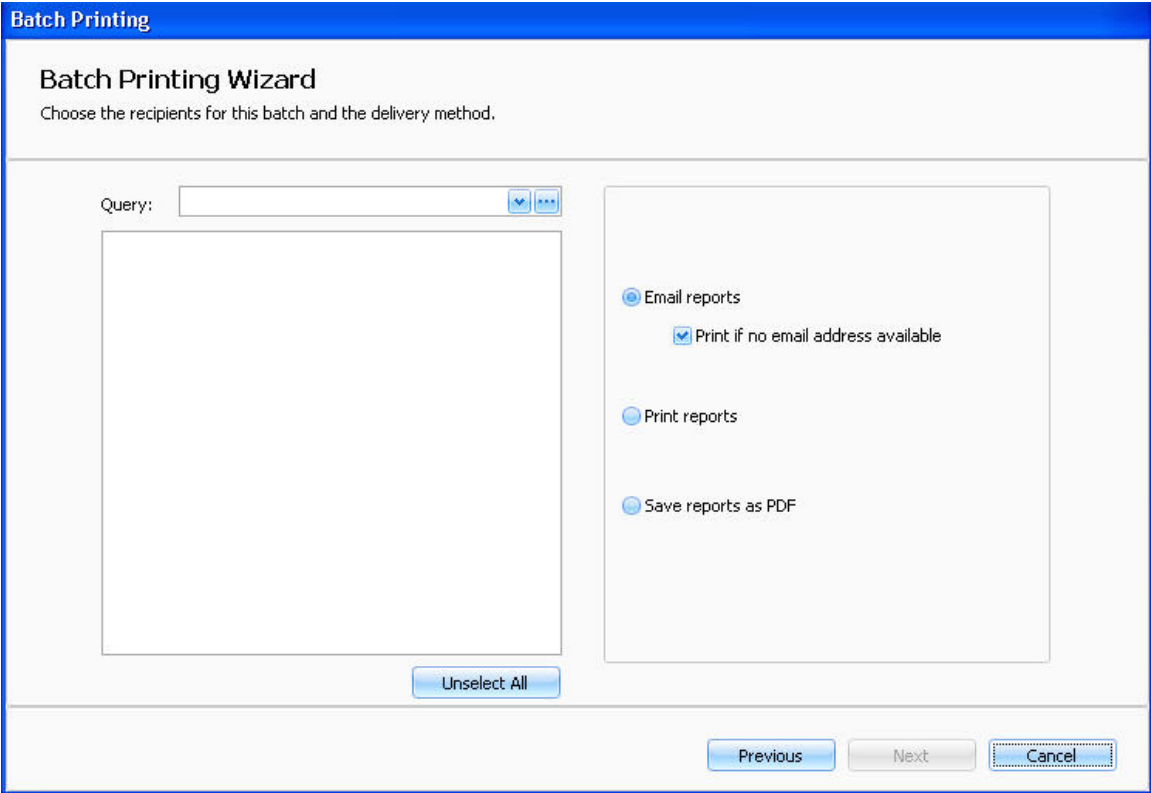 Batch Printing
Batch Printing Wizard
Choose the recipients for this batch and the delivery method.
Query:
Email reports
Print if no email address available
Print reports
Save reports as PDF
Unselect All
Previous
Next
Cancel